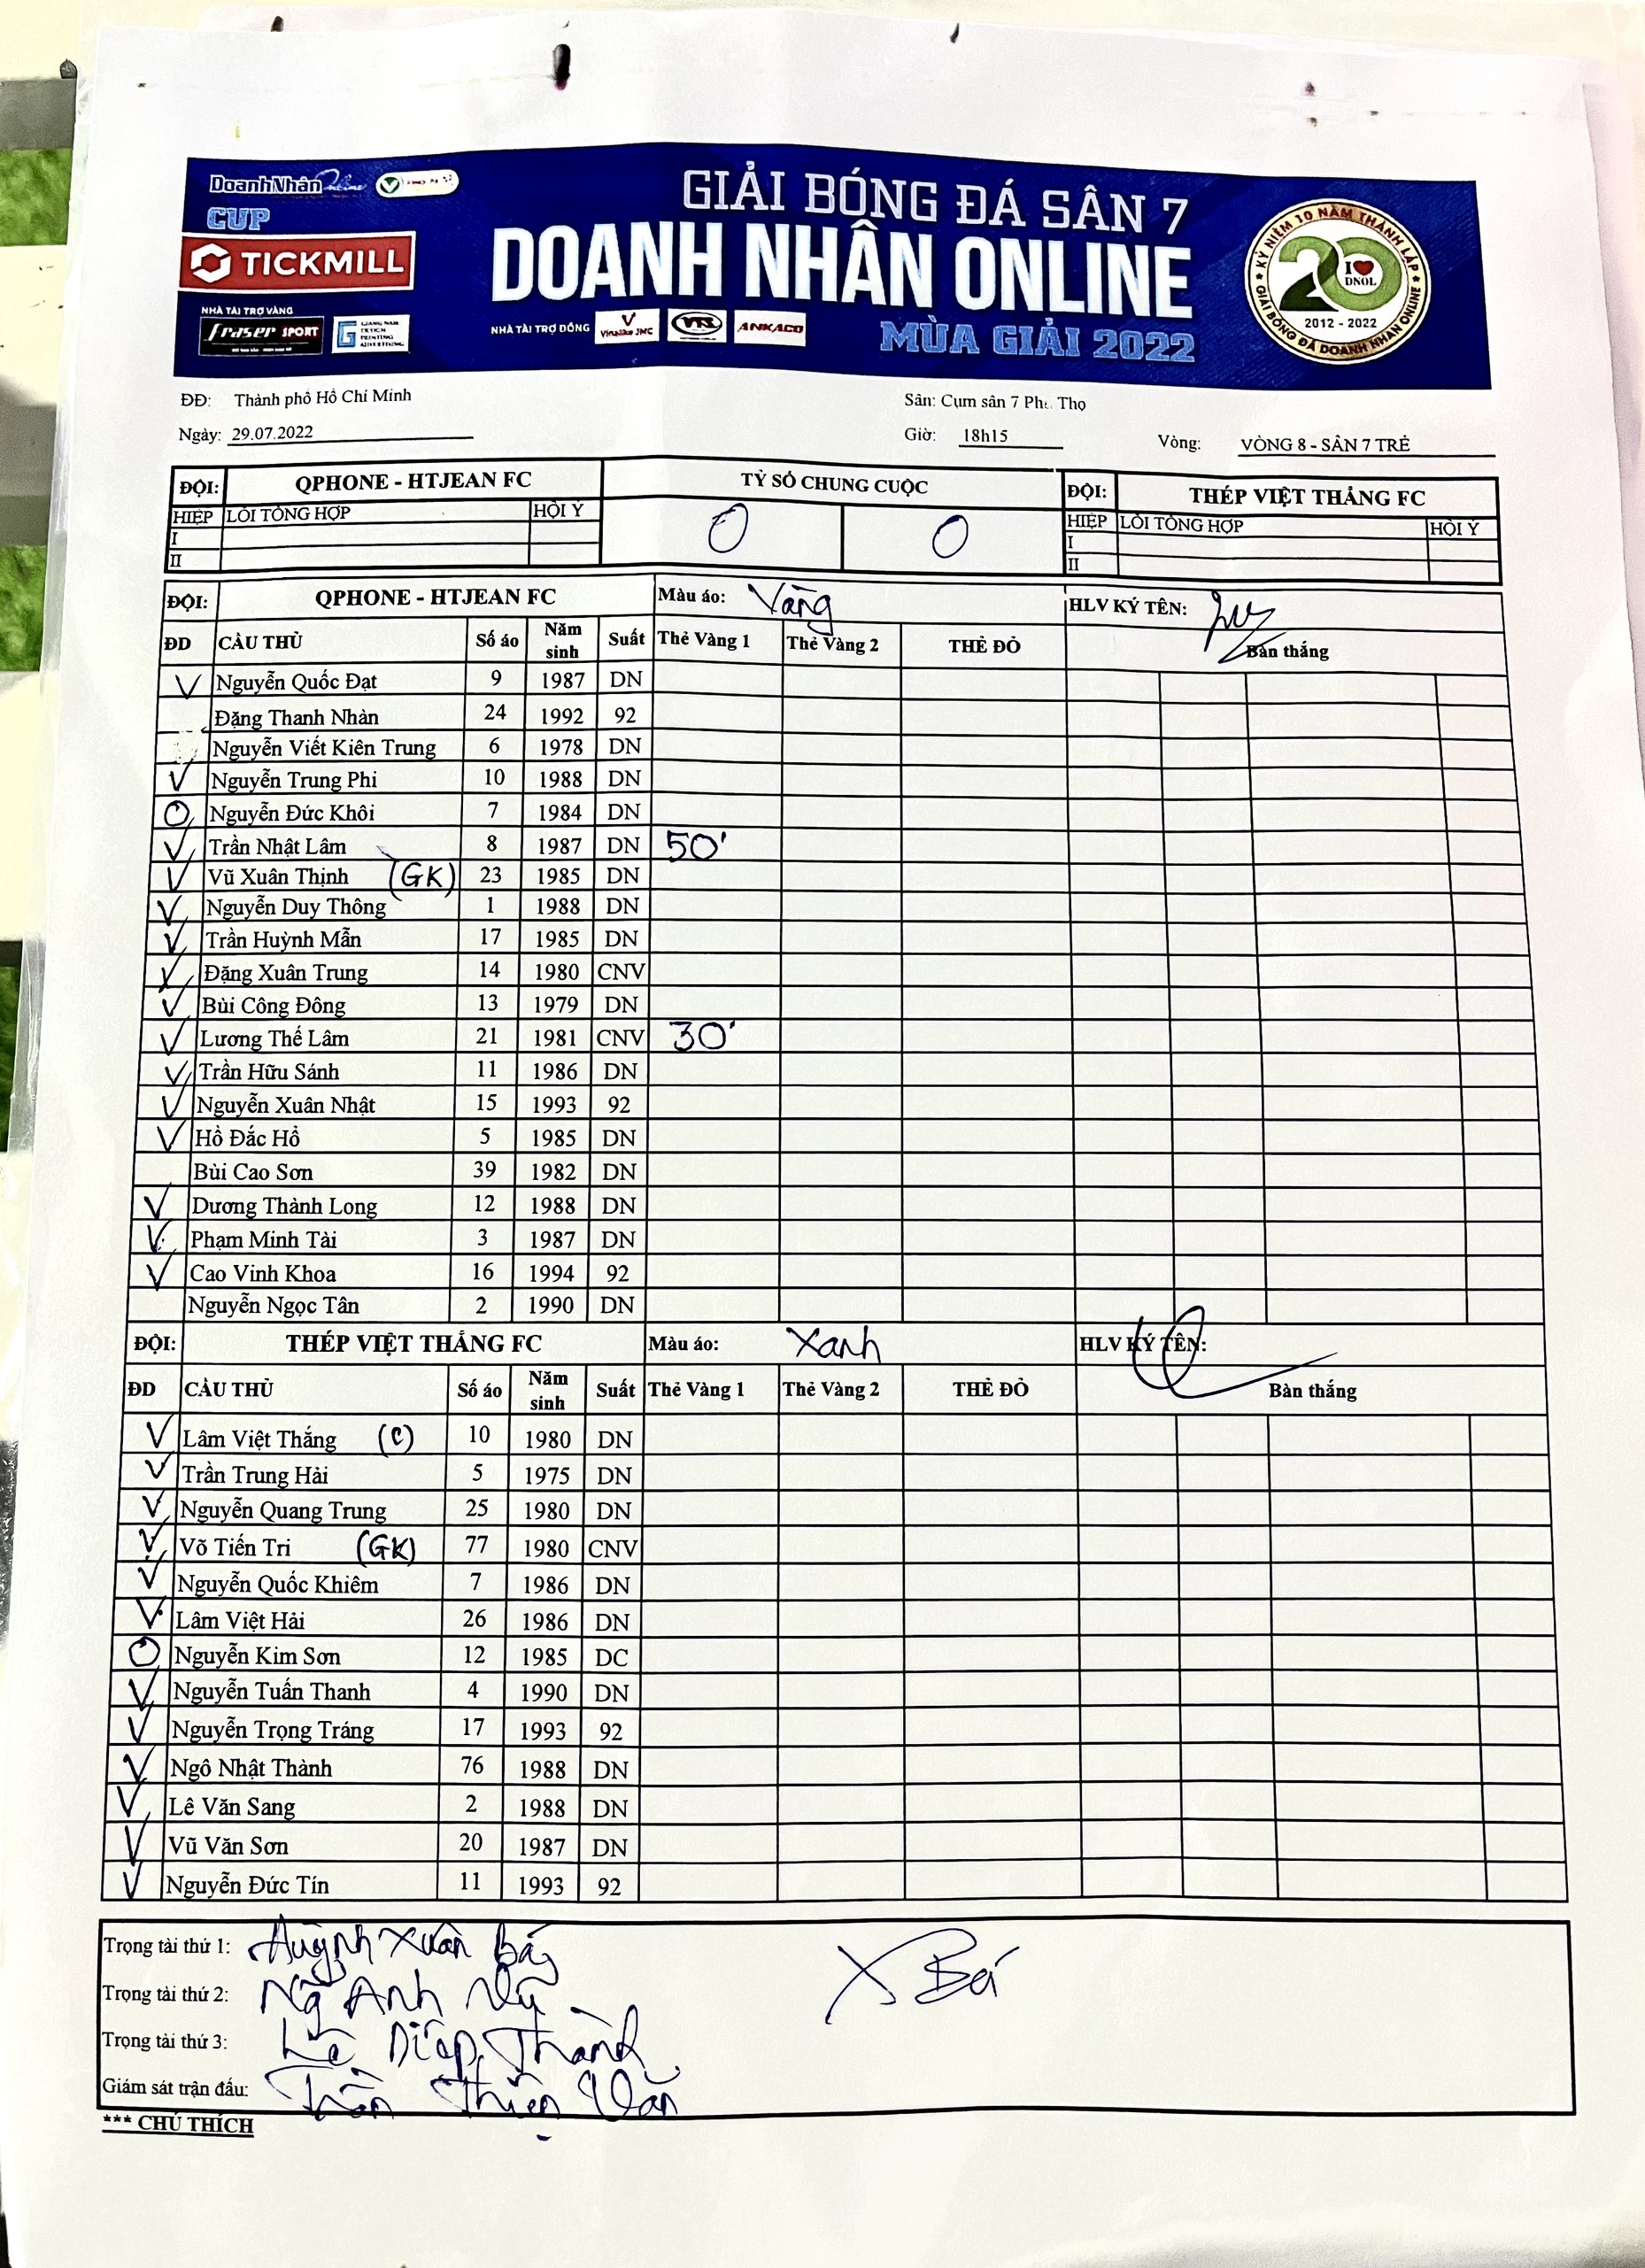 DoanhNhân Online
CUP
TICKMILL
NHÀ TÀI TRỢ VÀNG
Fraser SPORT
GIẢI BÓNG ĐÁ SÂN 7
DOANH NHÂN ONLINE
NHÀ TÀI TRỢ ĐỒNG Vinalike JMC VTS ANKACO
MÙA GIẢI 2022
KỶ NIỆM 10 NĂM THÀNH LẬP
20 I ❤ DNOL
2012 - 2022
GIẢI BÓNG ĐÁ DOANH NHÂN ONLINE
ĐĐ: Thành phố Hồ Chí Minh Sân: Cụm sân 7 Phú Thọ
Ngày: 29.07.2022 Giờ: 18h15 Vòng: VÒNG 8 - SÂN 7 TRẺ
ĐỘI: QPHONE - HTJEAN FC TỶ SỐ CHUNG CUỘC ĐỘI: THÉP VIỆT THẮNG FC
HIỆP LỖI TỔNG HỢP HỘI Ý 0 0 HIỆP LỖI TỔNG HỢP HỘI Ý
I I
II II
ĐỘI: QPHONE - HTJEAN FC Màu áo: Vàng HLV KÝ TÊN:
ĐD CẦU THỦ Số áo Năm sinh Suất Thẻ Vàng 1 Thẻ Vàng 2 THẺ ĐỎ Bàn thắng
V Nguyễn Quốc Đạt 9 1987 DN
Đặng Thanh Nhàn 24 1992 92
Nguyễn Viết Kiên Trung 6 1978 DN
V Nguyễn Trung Phi 10 1988 DN
O Nguyễn Đức Khôi 7 1984 DN
V Trần Nhật Lâm 8 1987 DN 50'
V Vũ Xuân Thịnh (GK) 23 1985 DN
V Nguyễn Duy Thông 1 1988 DN
V Trần Huỳnh Mẫn 17 1985 DN
V Đặng Xuân Trung 14 1980 CNV
V Bùi Công Đông 13 1979 DN
V Lương Thế Lâm 21 1981 CNV 30'
V Trần Hữu Sánh 11 1986 DN
V Nguyễn Xuân Nhật 15 1993 92
V Hồ Đắc Hổ 5 1985 DN
Bùi Cao Sơn 39 1982 DN
V Dương Thành Long 12 1988 DN
V Phạm Minh Tài 3 1987 DN
V Cao Vinh Khoa 16 1994 92
Nguyễn Ngọc Tân 2 1990 DN
ĐỘI: THÉP VIỆT THẮNG FC Màu áo: Xanh HLV KÝ TÊN:
ĐD CẦU THỦ Số áo Năm sinh Suất Thẻ Vàng 1 Thẻ Vàng 2 THẺ ĐỎ Bàn thắng
V Lâm Việt Thắng (C) 10 1980 DN
V Trần Trung Hải 5 1975 DN
V Nguyễn Quang Trung 25 1980 DN
V Võ Tiến Tri (GK) 77 1980 CNV
V Nguyễn Quốc Khiêm 7 1986 DN
V Lâm Việt Hải 26 1986 DN
O Nguyễn Kim Sơn 12 1985 DC
V Nguyễn Tuấn Thanh 4 1990 DN
V Nguyễn Trọng Tráng 17 1993 92
V Ngô Nhật Thành 76 1988 DN
V Lê Văn Sang 2 1988 DN
V Vũ Văn Sơn 20 1987 DN
V Nguyễn Đức Tín 11 1993 92
Trọng tài thứ 1: Huỳnh Xuân Bá X Bá
Trọng tài thứ 2: Ng Anh Vũ
Trọng tài thứ 3: Lê Diệp Thành
Giám sát trận đấu: Trần Thiện Văn
*** CHÚ THÍCH